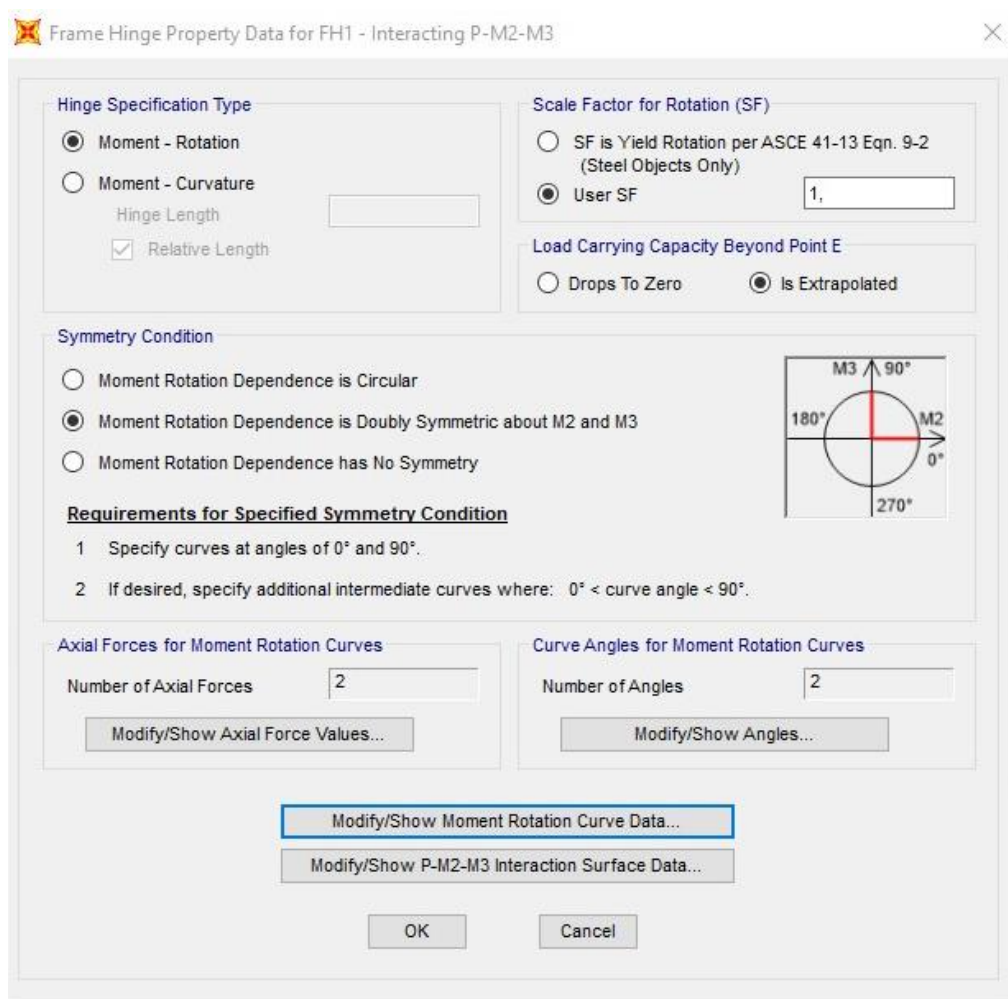 Frame Hinge Property Data for FH1 - Interacting P-M2-M3
Hinge Specification Type
Moment - Rotation
Moment - Curvature
Hinge Length
Relative Length
Scale Factor for Rotation (SF)
SF is Yield Rotation per ASCE 41-13 Eqn. 9-2
(Steel Objects Only)
User SF
1,
Load Carrying Capacity Beyond Point E
Drops To Zero
Is Extrapolated
Symmetry Condition
Moment Rotation Dependence is Circular
Moment Rotation Dependence is Doubly Symmetric about M2 and M3
Moment Rotation Dependence has No Symmetry
M3 90°
180° M2
0°
270°
Requirements for Specified Symmetry Condition
1 Specify curves at angles of 0° and 90°.
2 If desired, specify additional intermediate curves where: 0° < curve angle < 90°.
Axial Forces for Moment Rotation Curves
Number of Axial Forces 2
Modify/Show Axial Force Values...
Curve Angles for Moment Rotation Curves
Number of Angles 2
Modify/Show Angles...
Modify/Show Moment Rotation Curve Data...
Modify/Show P-M2-M3 Interaction Surface Data...
OK Cancel